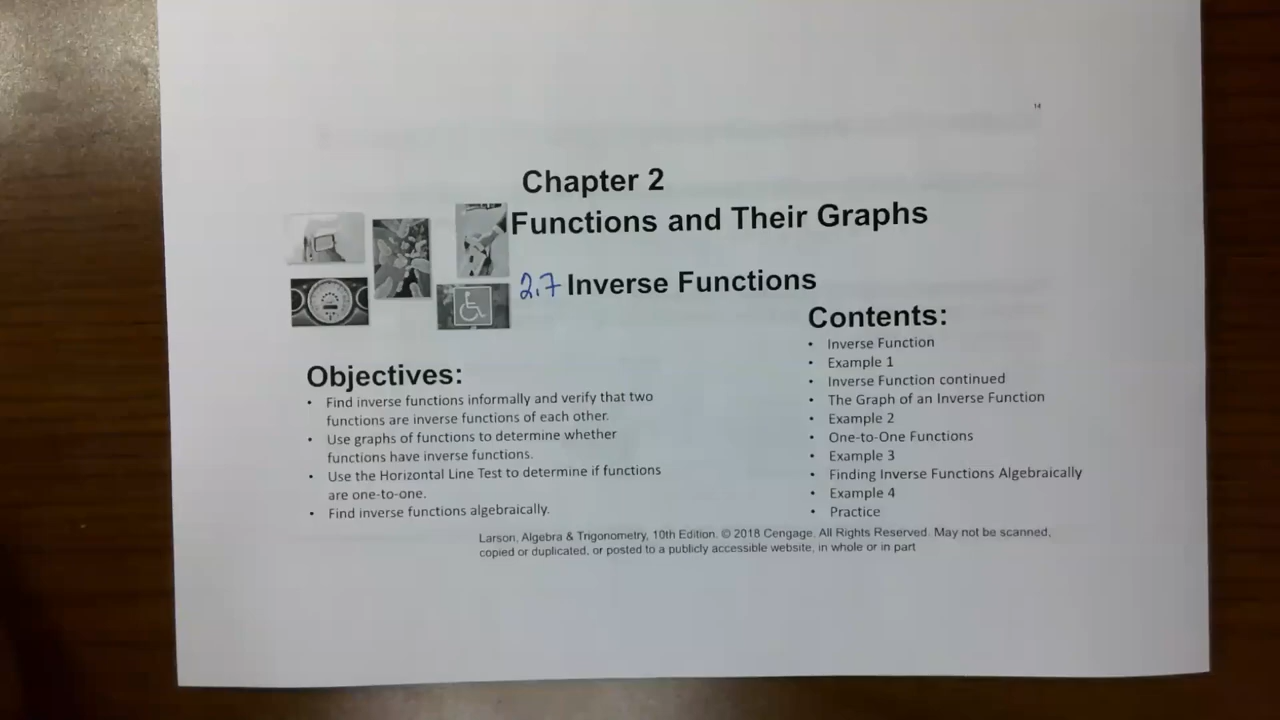 14
Chapter 2
Functions and Their Graphs
2.7 Inverse Functions
Contents:
• Inverse Function
• Example 1
• Inverse Function continued
• The Graph of an Inverse Function
• Example 2
• One-to-One Functions
• Example 3
• Finding Inverse Functions Algebraically
• Example 4
• Practice
Objectives:
• Find inverse functions informally and verify that two
functions are inverse functions of each other.
• Use graphs of functions to determine whether
functions have inverse functions.
• Use the Horizontal Line Test to determine if functions
are one-to-one.
• Find inverse functions algebraically.
Larson, Algebra & Trigonometry, 10th Edition. © 2018 Cengage. All Rights Reserved. May not be scanned,
copied or duplicated, or posted to a publicly accessible website, in whole or in part